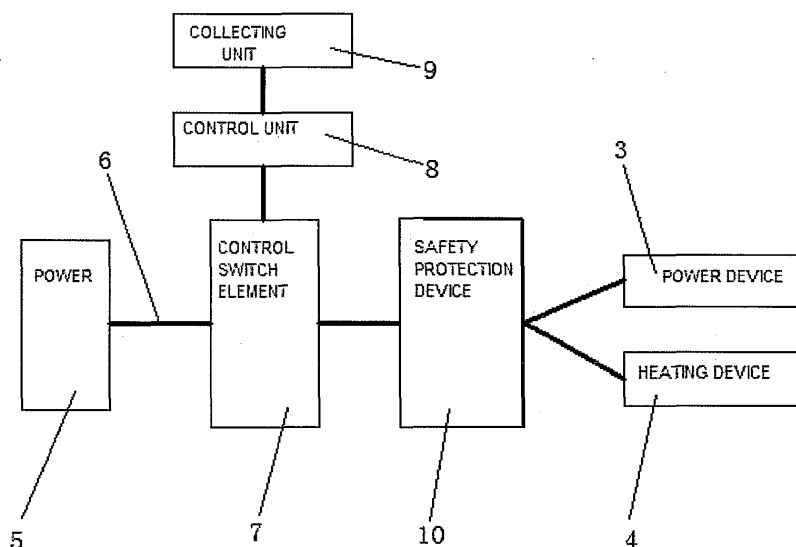 COLLECTING
UNIT
9
CONTROL UNIT
8
6
3
POWER
CONTROL
SWITCH
ELEMENT
SAFETY
PROTECTION
DEVICE
POWER DEVICE
HEATING DEVICE
5
7
10
4